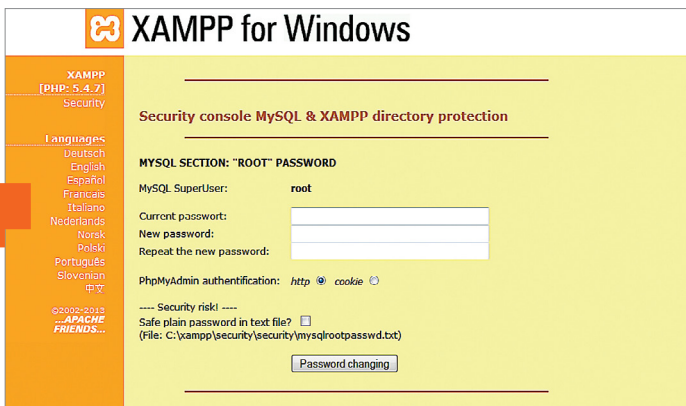 XAMPP for Windows
XAMPP
[PHP: 5.4.7]
Security
Languages
Deutsch
English
Español
Francais
Italiano
Nederlands
Norsk
Polski
Português
Slovenian
中文
©2002-2013
...APACHE
FRIENDS...
Security console MySQL & XAMPP directory protection
MYSQL SECTION: "ROOT" PASSWORD
MySQL SuperUser: root
Current passwort:
New password:
Repeat the new password:
PhpMyAdmin authentification: http cookie
---- Security risk! ----
Safe plain password in text file?
(File: C:\xampp\security\security\mysqlrootpasswd.txt)
Password changing